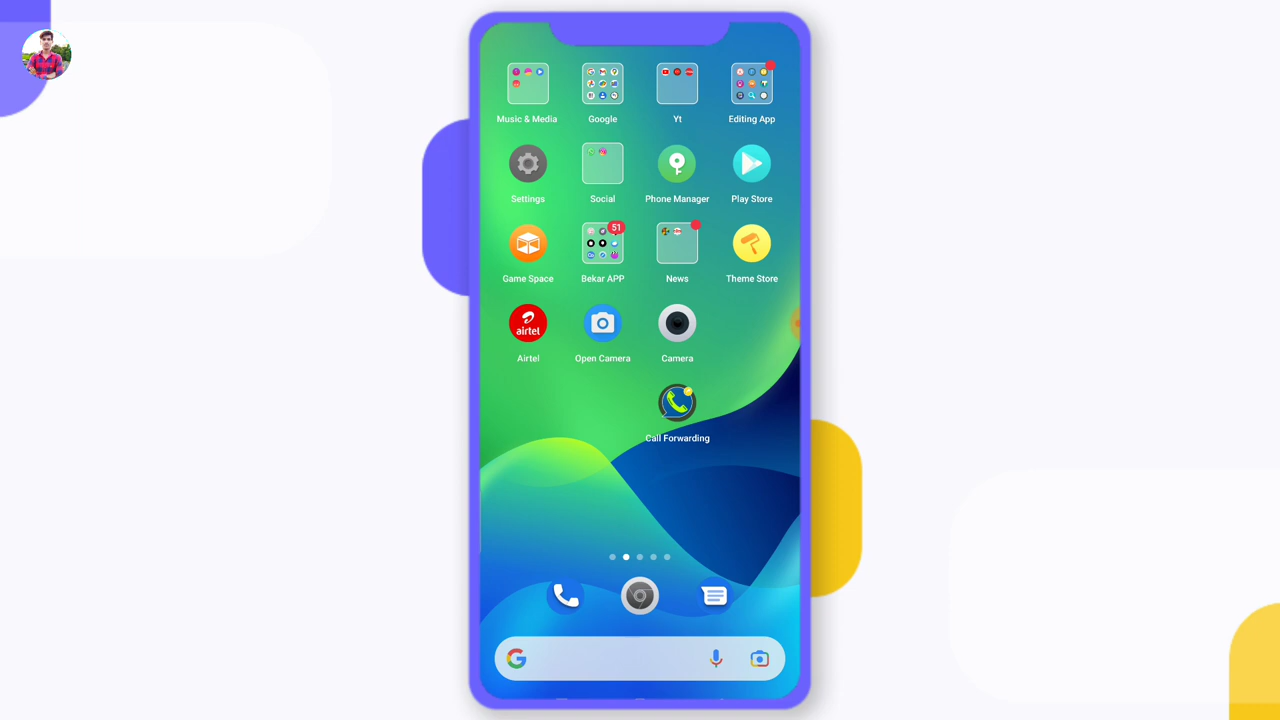 Music & Media
Google
Yt
Editing App
Settings
Social
Phone Manager
Play Store
51
Game Space
Bekar APP
News
Theme Store
airtel
Airtel
Open Camera
Camera
Call Forwarding